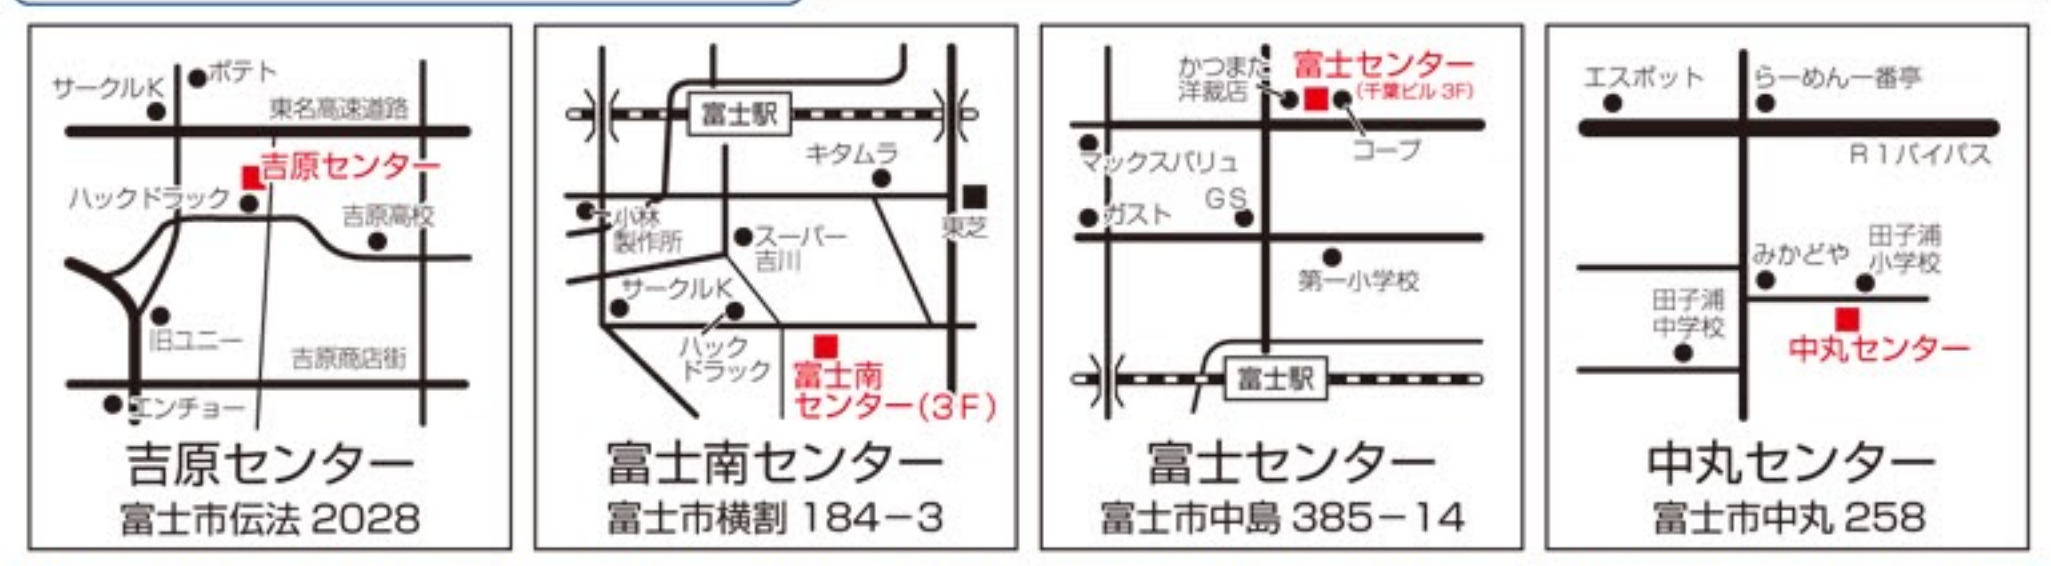 サークルK
ポテト
東名高速道路
吉原センター
ハックドラック
吉原高校
旧ユニー
吉原商店街
エンチョー
吉原センター
富士市伝法 2028
富士駅
キタムラ
小林
製作所
東芝
スーパー
吉川
サークルK
ハック
ドラック
富士南
センター(3F)
富士南センター
富士市横割 184-3
かつまた
洋裁店
富士センター
(千葉ビル 3F)
コープ
マックスバリュ
ガスト
GS
第一小学校
富士駅
富士センター
富士市中島 385-14
エスポット
らーめん一番亭
R1バイパス
みかどや
田子浦
小学校
田子浦
中学校
中丸センター
中丸センター
富士市中丸 258